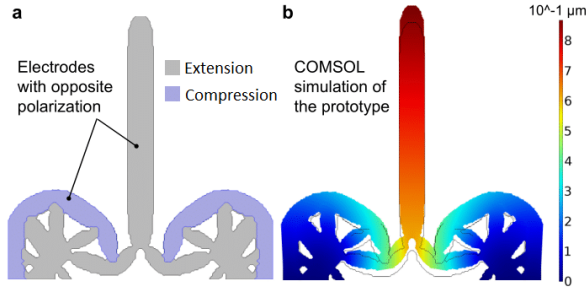 a
Electrodes
with opposite
polarization
Extension
Compression
b
COMSOL
simulation of
the prototype
10^-1 µm
8
7
6
5
4
3
2
1
0